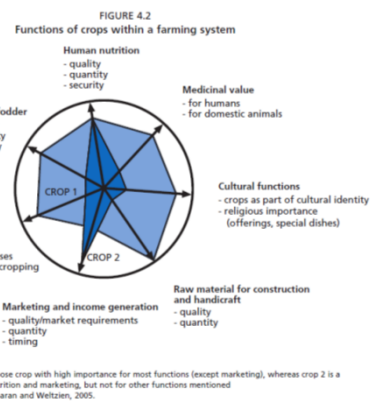 FIGURE 4.2
Functions of crops within a farming system
Human nutrition
- quality
- quantity
- security
Medicinal value
- for humans
- for domestic animals
CROP 1
Cultural functions
- crops as part of cultural identity
- religious importance
(offerings, special dishes)
cropping
CROP 2
Raw material for construction
and handicraft
- quality
- quantity
Marketing and income generation
- quality/market requirements
- quantity
- timing
ose crop with high importance for most functions (except marketing), whereas crop 2 is a
rition and marketing, but not for other functions mentioned
aran and Weltzien, 2005.